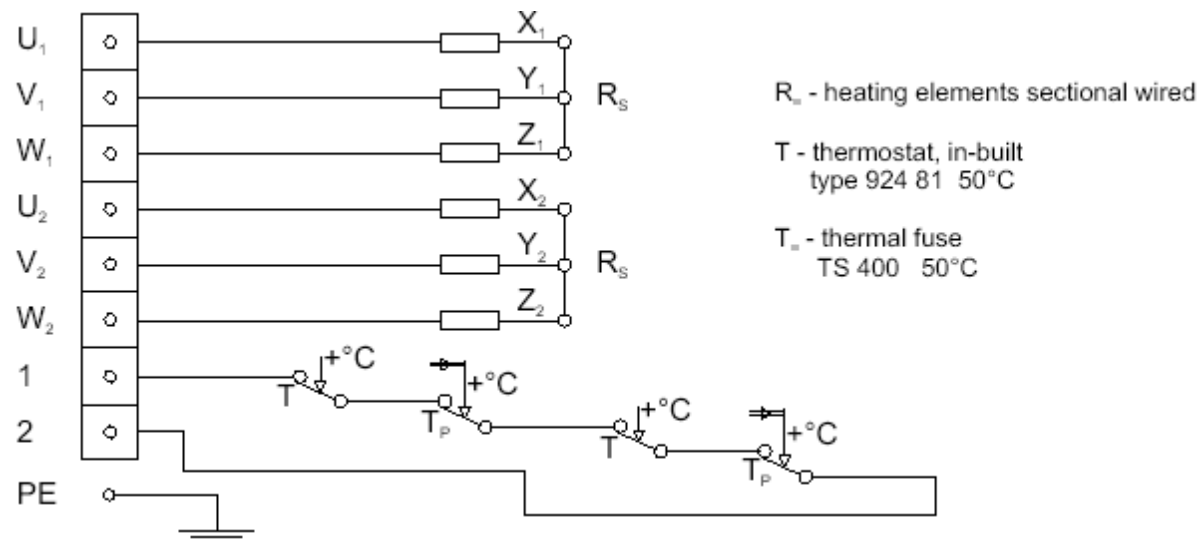 U₁
X₁
V₁
Y₁
Rₛ
W₁
Z₁
U₂
X₂
V₂
Y₂
Rₛ
W₂
Z₂
1
T
+°C
Tₚ
+°C
T
+°C
Tₚ
+°C
2
PE
R₌ - heating elements sectional wired
T - thermostat, in-built
type 924 81 50°C
T₌ - thermal fuse
TS 400 50°C